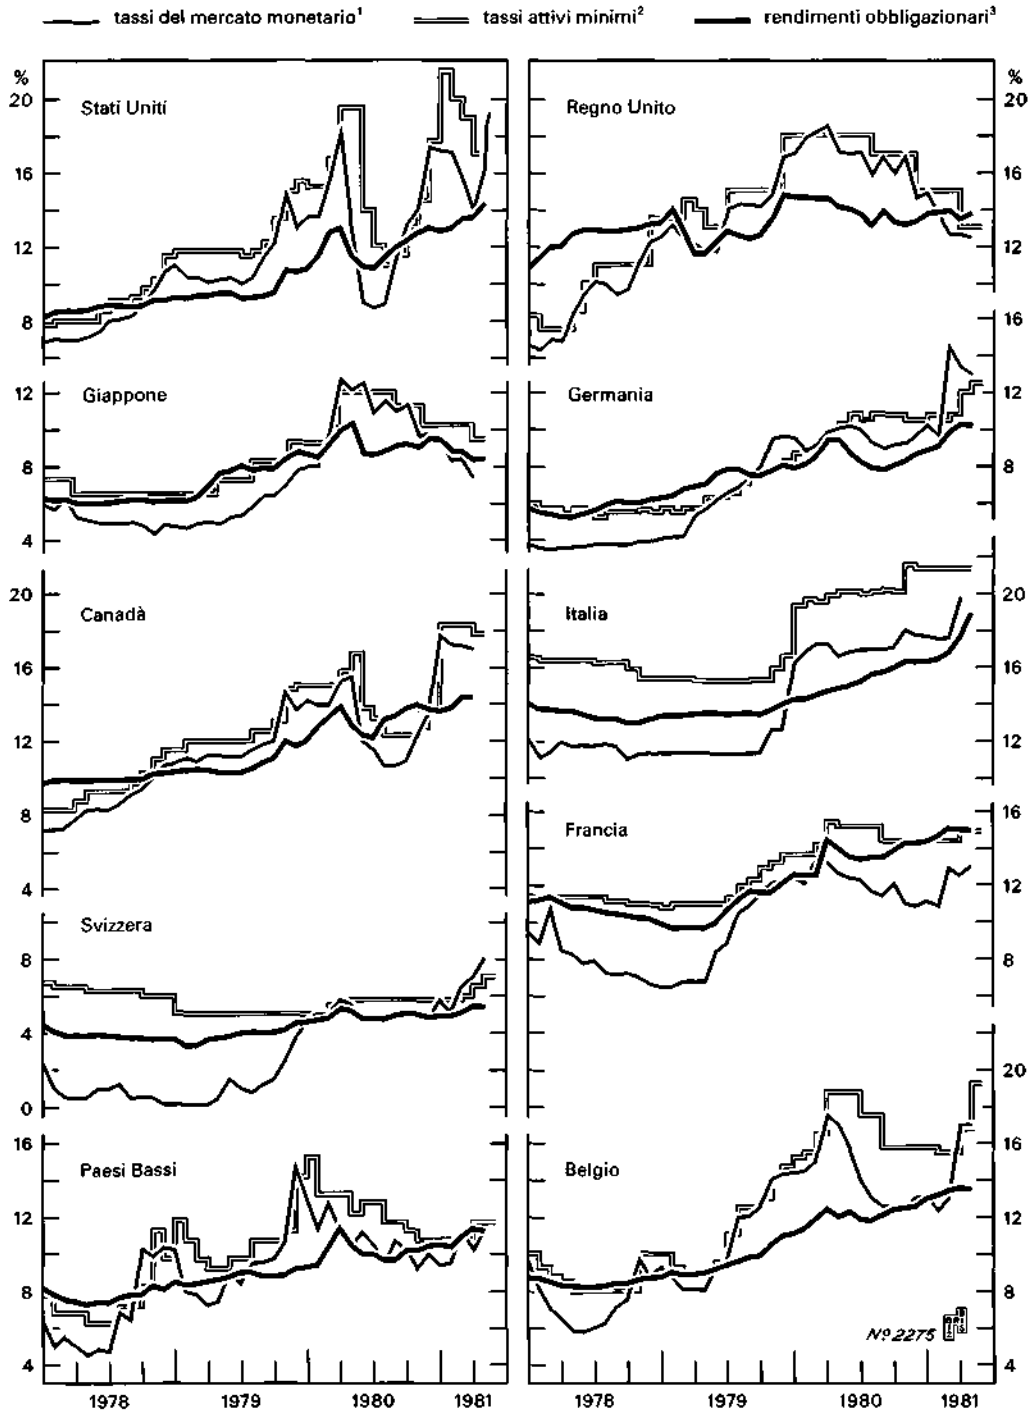 tassi del mercato monetario¹ tassi attivi minimi² rendimenti obbligazionari³
% %
Stati Uniti
20
16
12
8
Regno Unito
20
16
12
Giappone
12
8
4
Germania
16
12
8
Canadà
20
16
12
8
4
Italia
20
16
12
Svizzera
8
4
0
Francia
16
12
8
Paesi Bassi
16
12
8
4
Belgio
20
16
12
8
4
Nº 2275
1978 1979 1980 1981
1978 1979 1980 1981